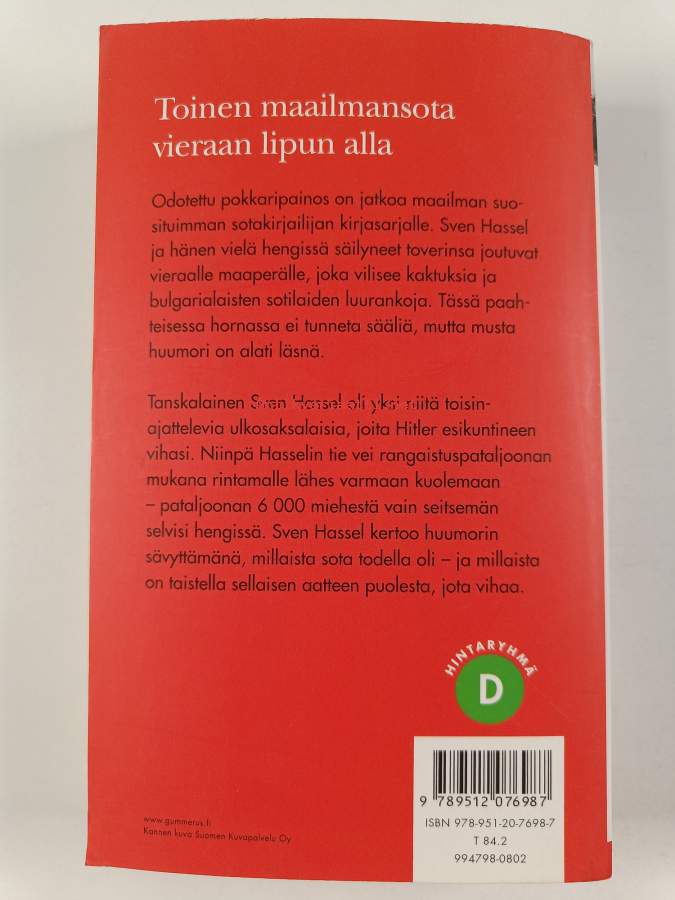 Toinen maailmansota
vieraan lipun alla
Odotettu pokkaripainos on jatkoa maailman suo-
situimman sotakirjailijan kirjasarjalle. Sven Hassel
ja hänen vielä hengissä säilyneet toverinsa joutuvat
vieraalle maaperälle, joka vilisee kaktuksia ja
bulgarialaisten sotilaiden luurankoja. Tässä paah-
teisessa hornassa ei tunneta sääliä, mutta musta
huumori on alati läsnä.
Tanskalainen Sven Hassel oli yksi niitä toisin-
ajattelevia ulkosaksalaisia, joita Hitler esikuntineen
vihasi. Niinpä Hasselin tie vei rangaistuspataljoonan
mukana rintamalle lähes varmaan kuolemaan
– pataljoonan 6 000 miehestä vain seitsemän
selvisi hengissä. Sven Hassel kertoo huumorin
sävyttämänä, millaista sota todella oli – ja millaista
on taistella sellaisen aatteen puolesta, jota vihaa.
HINTARYHMÄ
D
9 789512 076987
ISBN 978-951-20-7698-7
T 84.2
994798-0802
www.gummerus.fi
Kannen kuva Suomen Kuvapalvelu Oy